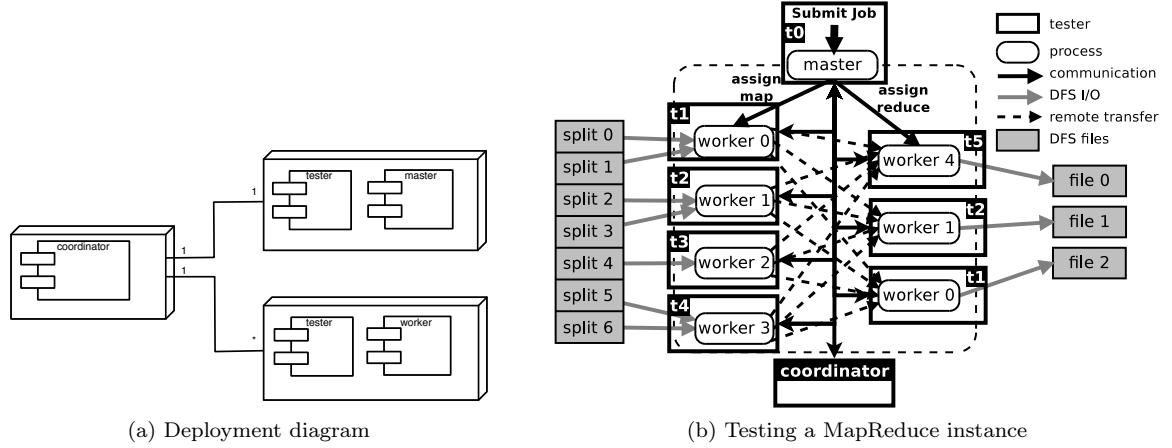 coordinator
1
1
1
*
tester
master
tester
worker
(a) Deployment diagram
Submit Job
t0
master
assign
map
assign
reduce
split 0
split 1
split 2
split 3
split 4
split 5
split 6
t1
worker 0
t2
worker 1
t3
worker 2
t4
worker 3
t5
worker 4
t2
worker 1
t1
worker 0
file 0
file 1
file 2
coordinator
tester
process
communication
DFS I/O
remote transfer
DFS files
(b) Testing a MapReduce instance